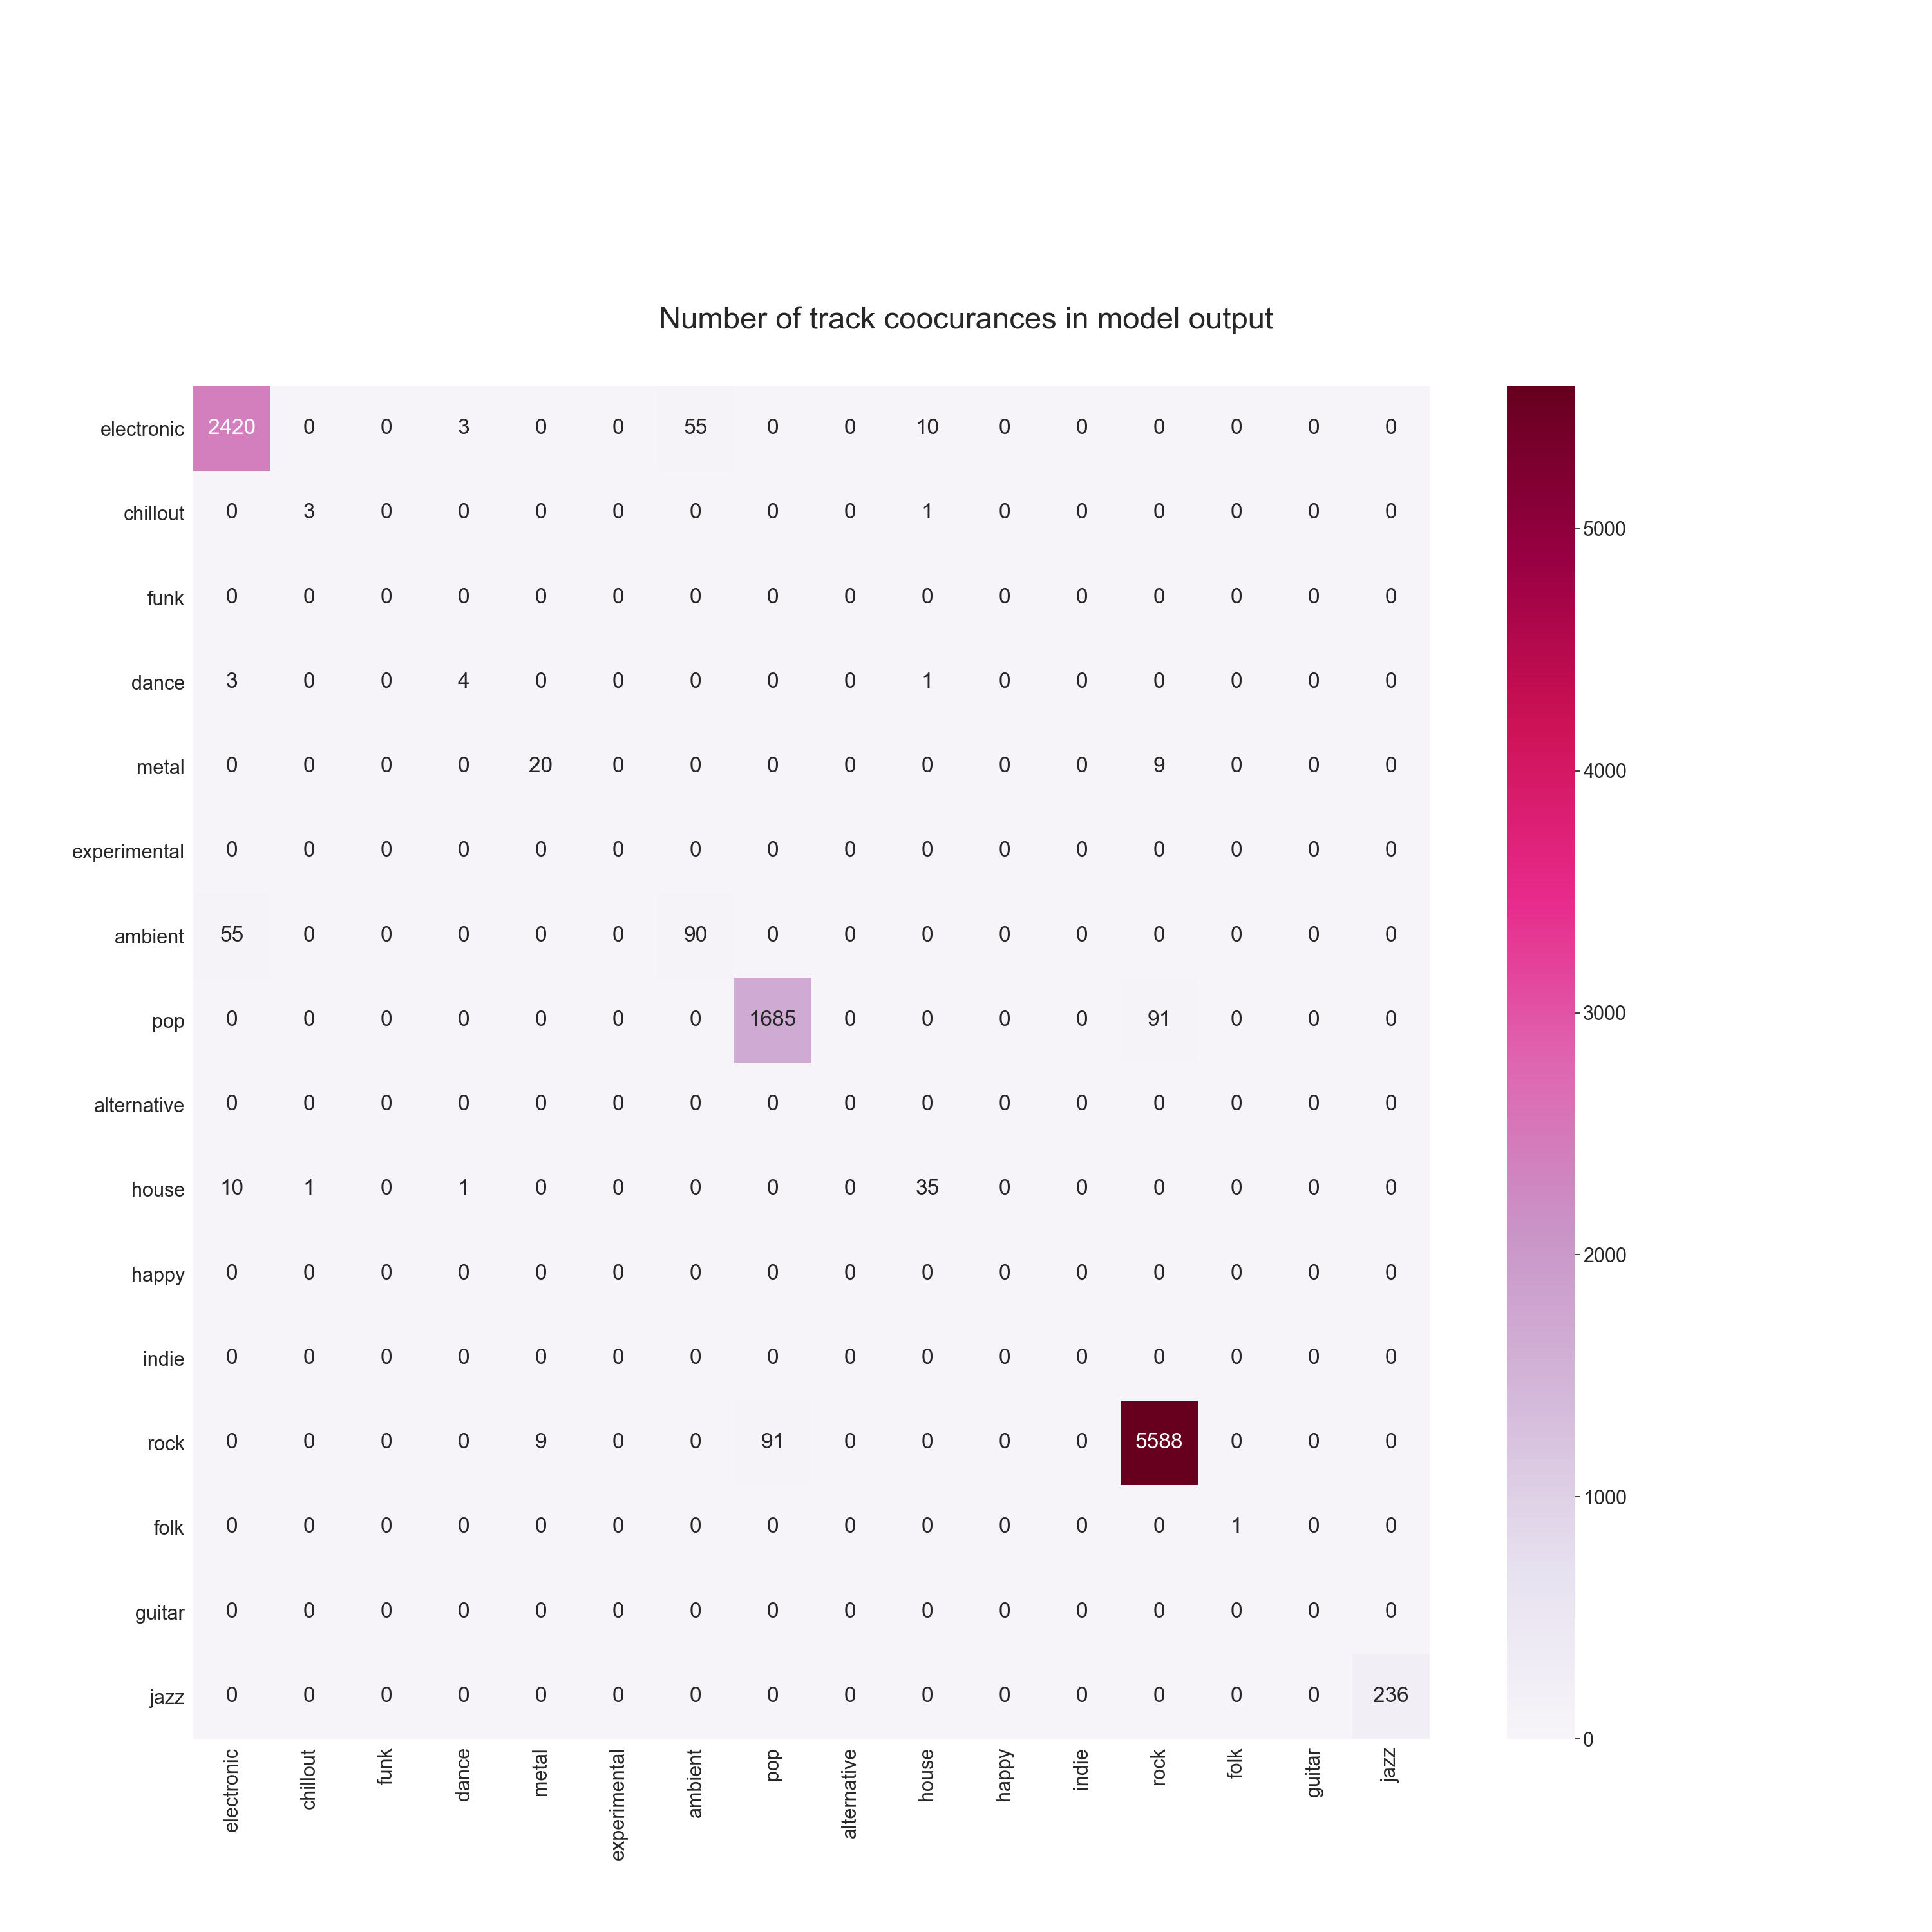 Number of track coocurances in model output
electronic 2420 0 0 3 0 0 55 0 0 10 0 0 0 0 0 0
chillout 0 3 0 0 0 0 0 0 0 1 0 0 0 0 0 0
funk 0 0 0 0 0 0 0 0 0 0 0 0 0 0 0 0
dance 3 0 0 4 0 0 0 0 0 1 0 0 0 0 0 0
metal 0 0 0 0 20 0 0 0 0 0 0 0 9 0 0 0
experimental 0 0 0 0 0 0 0 0 0 0 0 0 0 0 0 0
ambient 55 0 0 0 0 0 90 0 0 0 0 0 0 0 0 0
pop 0 0 0 0 0 0 0 1685 0 0 0 0 91 0 0 0
alternative 0 0 0 0 0 0 0 0 0 0 0 0 0 0 0 0
house 10 1 0 1 0 0 0 0 0 35 0 0 0 0 0 0
happy 0 0 0 0 0 0 0 0 0 0 0 0 0 0 0 0
indie 0 0 0 0 0 0 0 0 0 0 0 0 0 0 0 0
rock 0 0 0 0 9 0 0 91 0 0 0 0 5588 0 0 0
folk 0 0 0 0 0 0 0 0 0 0 0 0 0 1 0 0
guitar 0 0 0 0 0 0 0 0 0 0 0 0 0 0 0 0
jazz 0 0 0 0 0 0 0 0 0 0 0 0 0 0 0 236
electronic chillout funk dance metal experimental ambient pop alternative house happy indie rock folk guitar jazz
5000
4000
3000
2000
1000
0